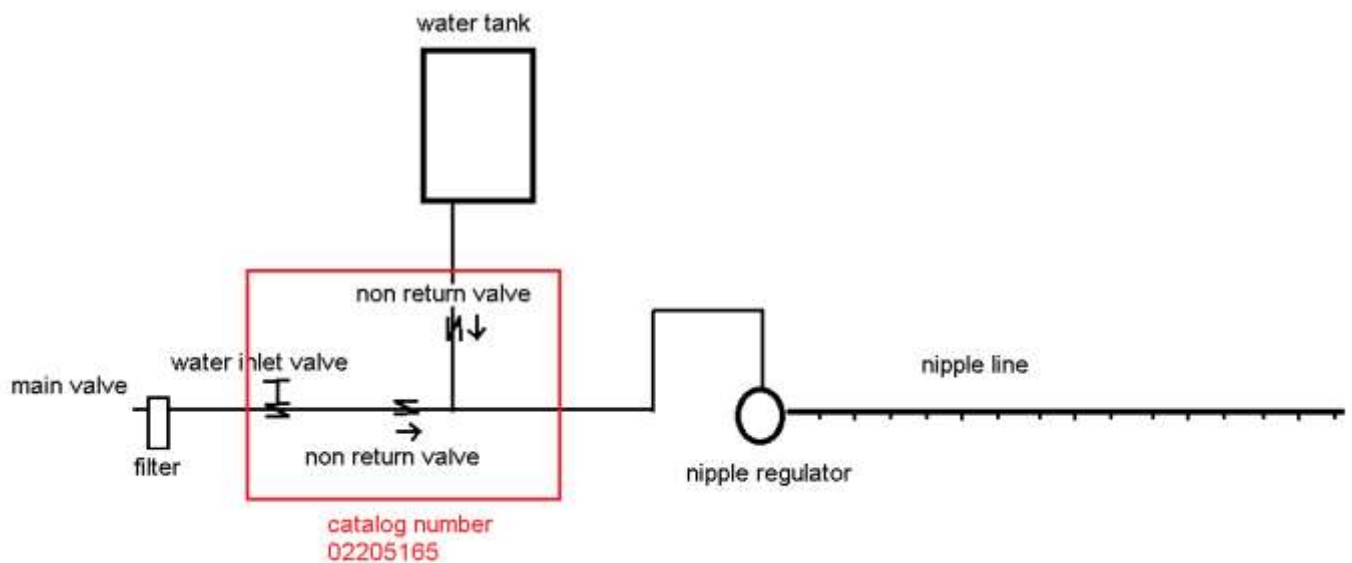 water tank
non return valve
water inlet valve
main valve
nipple line
filter
non return valve
nipple regulator
catalog number
02205165